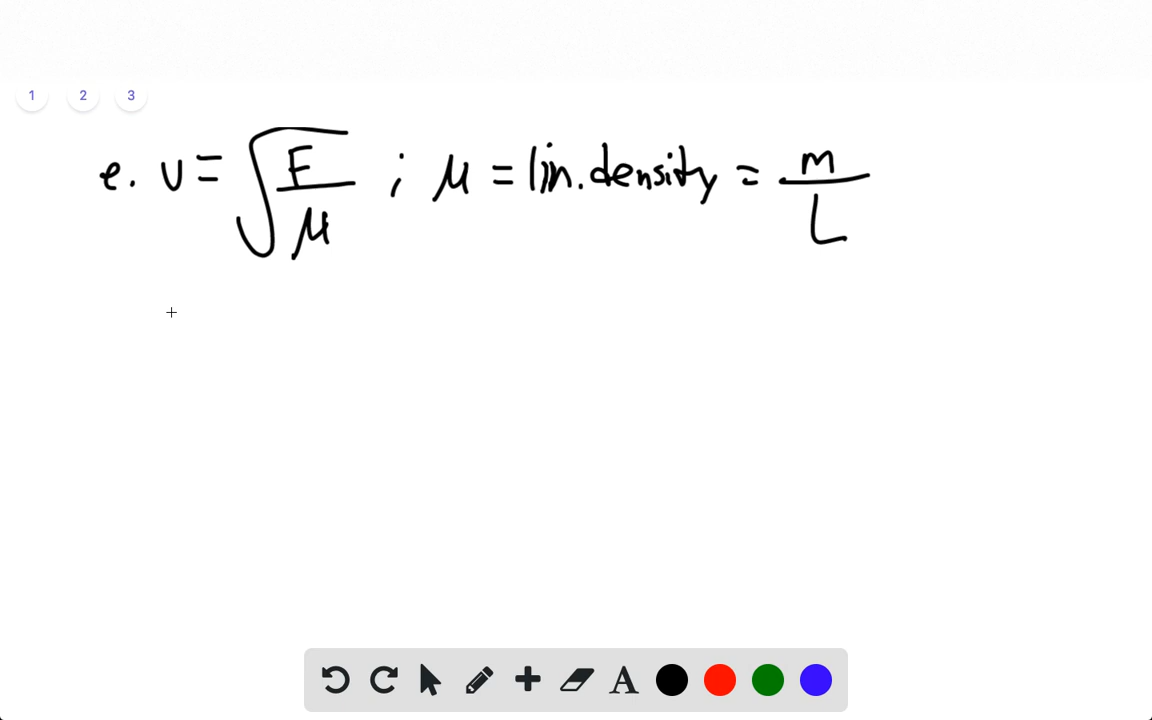 1 2 3
e. v = √(F/μ) ; μ = lin. density = m/L
A